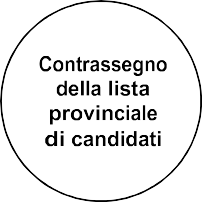 Contrassegno
della lista
provinciale
di candidati